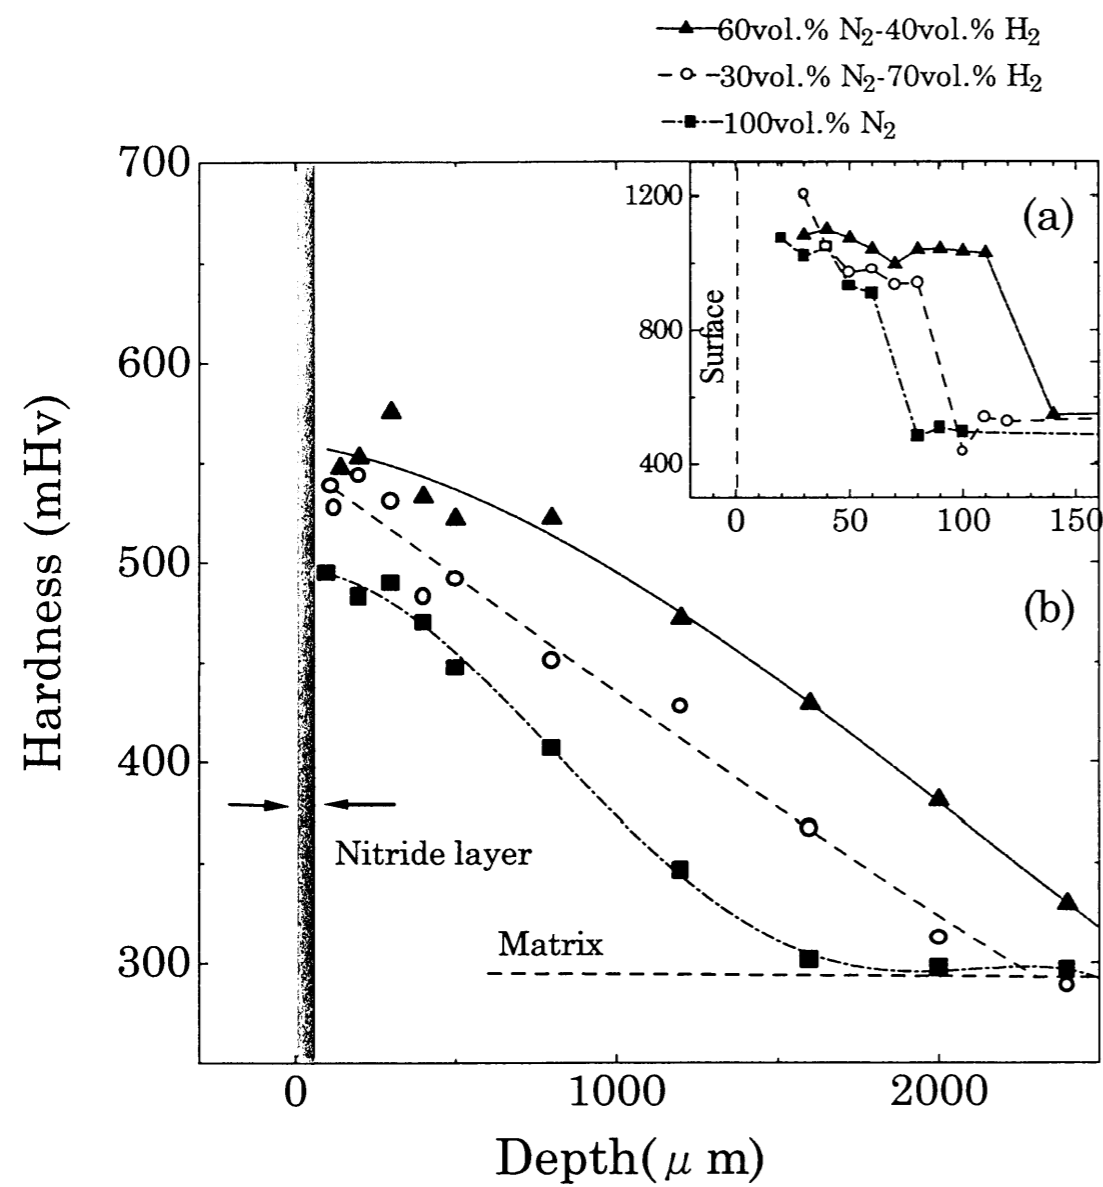 60vol.% N₂-40vol.% H₂
30vol.% N₂-70vol.% H₂
100vol.% N₂
700
600
500
400
300
Hardness (mHv)
1200
800
400
Surface
(a)
0 50 100 150
(b)
Nitride layer
Matrix
0 1000 2000
Depth(μ m)